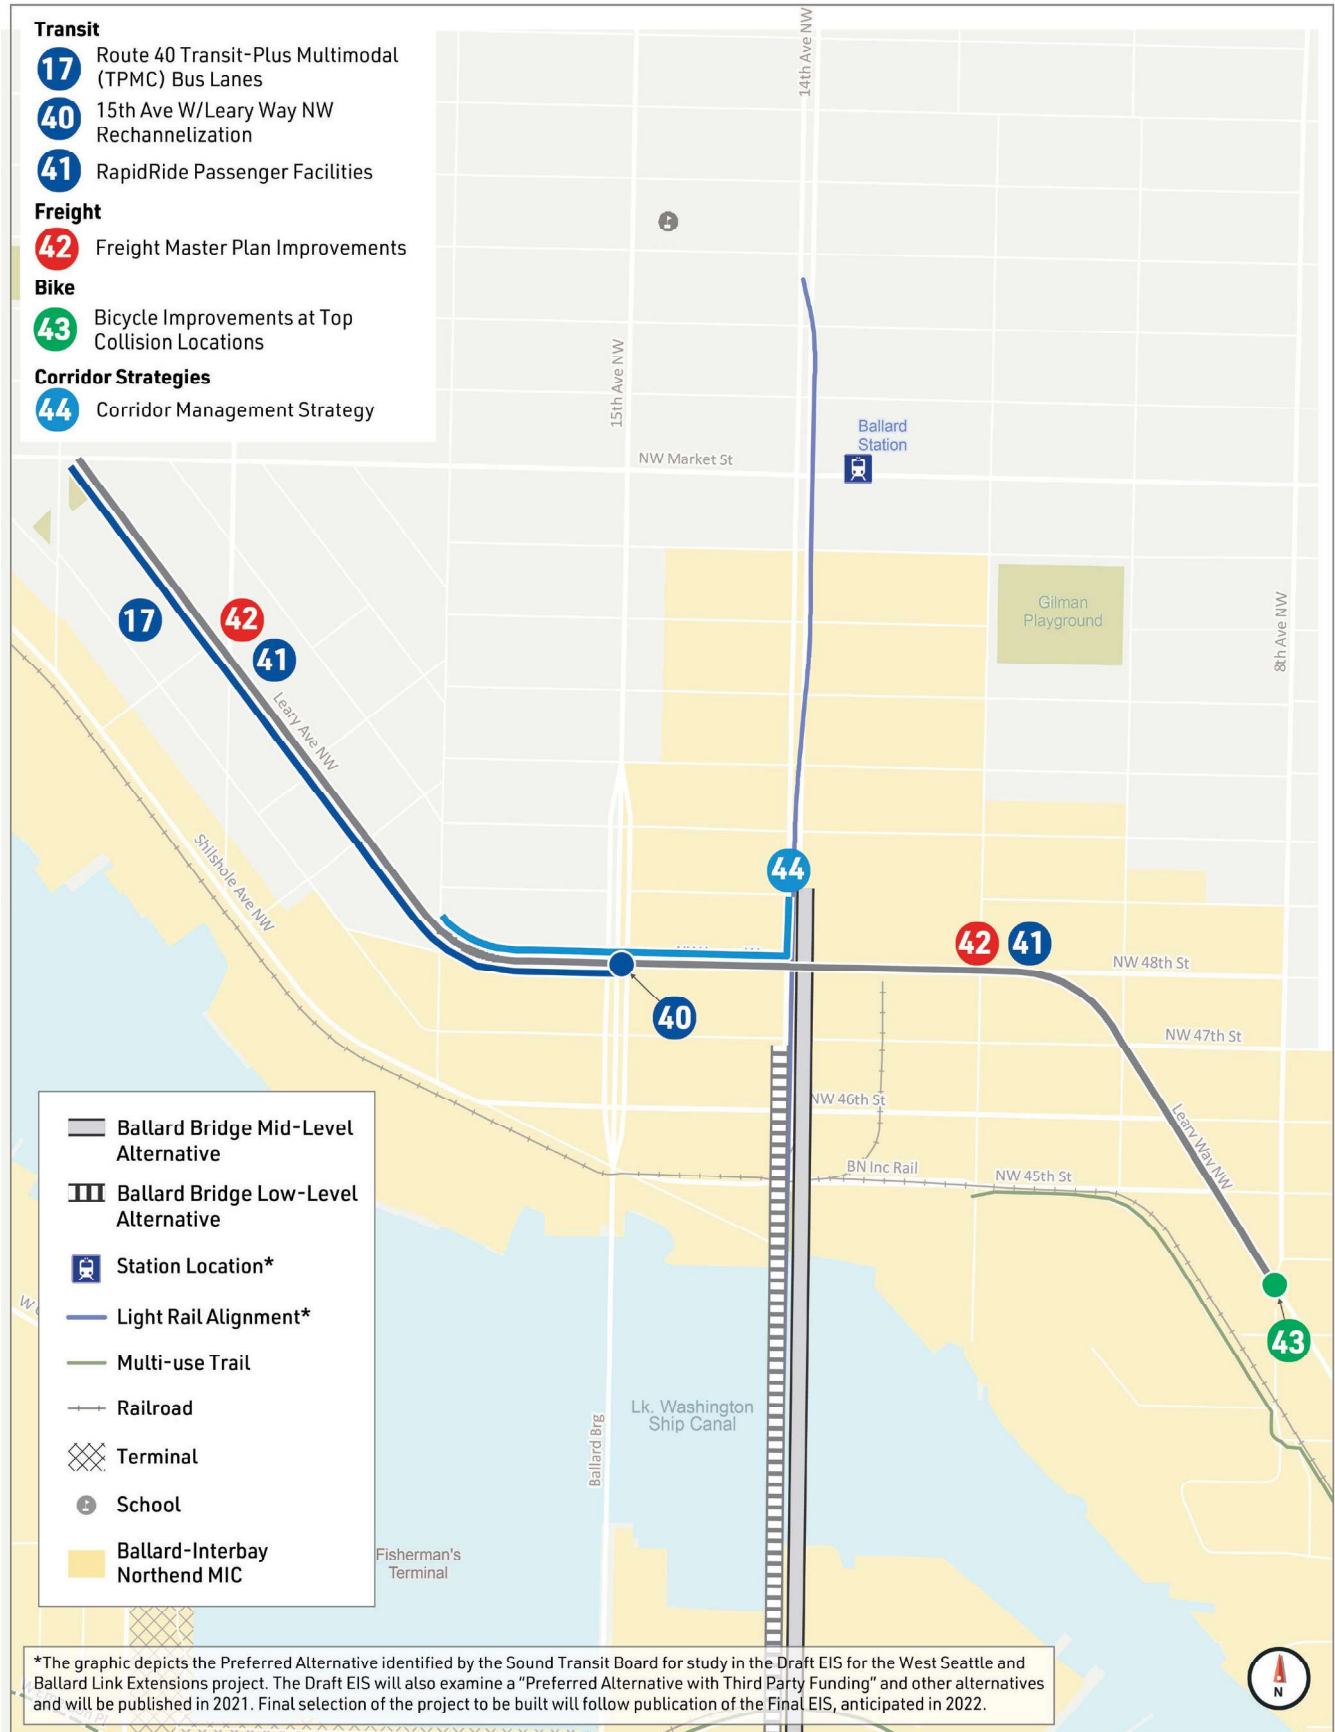 Transit
17
Route 40 Transit-Plus Multimodal
(TPMC) Bus Lanes
40
15th Ave W/Leary Way NW
Rechannelization
41
RapidRide Passenger Facilities
Freight
42
Freight Master Plan Improvements
Bike
43
Bicycle Improvements at Top
Collision Locations
Corridor Strategies
44
Corridor Management Strategy
14th Ave NW
15th Ave NW
Ballard
Station
NW Market St
Gilman
Playground
8th Ave NW
17
42
41
Leary Ave NW
Shilshole Ave NW
44
42
41
NW 48th St
40
NW 47th St
NW 46th St
Leary Way NW
BN Inc Rail
NW 45th St
43
Lk. Washington
Ship Canal
Ballard Brg
Fisherman's
Terminal
Ballard Bridge Mid-Level
Alternative
Ballard Bridge Low-Level
Alternative
Station Location*
Light Rail Alignment*
Multi-use Trail
Railroad
Terminal
School
Ballard-Interbay
Northend MIC
*The graphic depicts the Preferred Alternative identified by the Sound Transit Board for study in the Draft EIS for the West Seattle and
Ballard Link Extensions project. The Draft EIS will also examine a "Preferred Alternative with Third Party Funding" and other alternatives
and will be published in 2021. Final selection of the project to be built will follow publication of the Final EIS, anticipated in 2022.
N